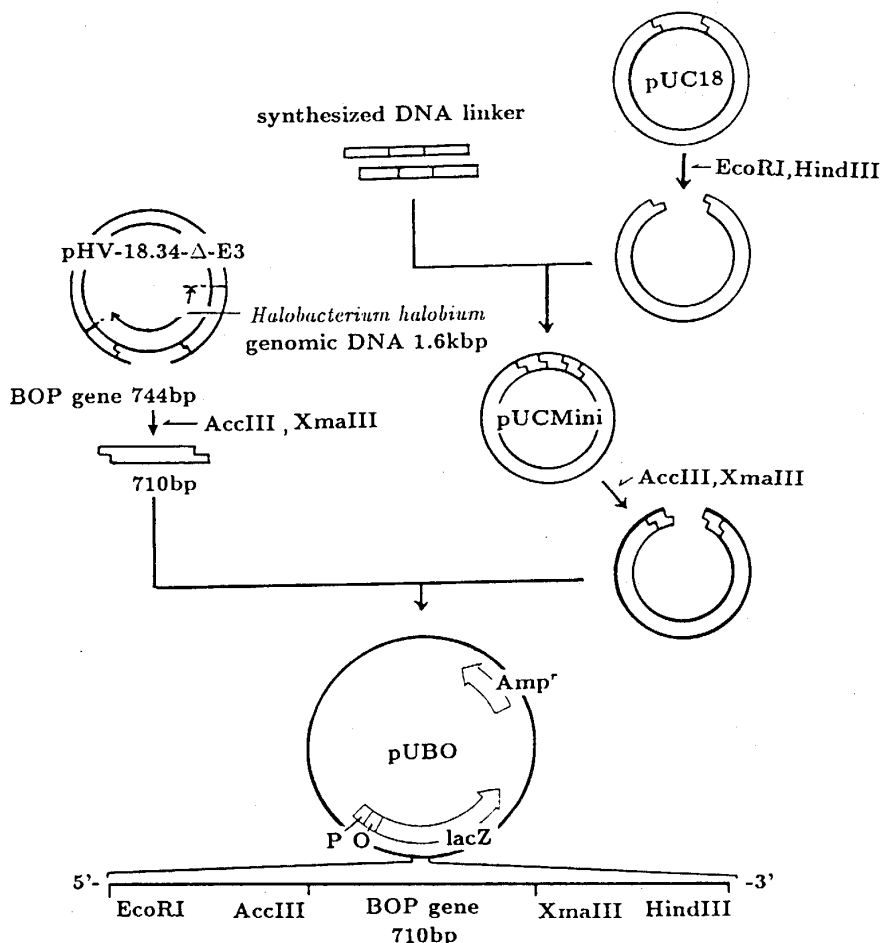 pUC18
synthesized DNA linker
EcoRI,HindIII
pHV-18.34-Δ-E3
Halobacterium halobium
genomic DNA 1.6kbp
BOP gene 744bp
AccIII , XmaIII
pUCMini
710bp
AccIII,XmaIII
Ampʳ
pUBO
P O lacZ
5'- -3'
EcoRI AccIII BOP gene XmaIII HindIII
710bp